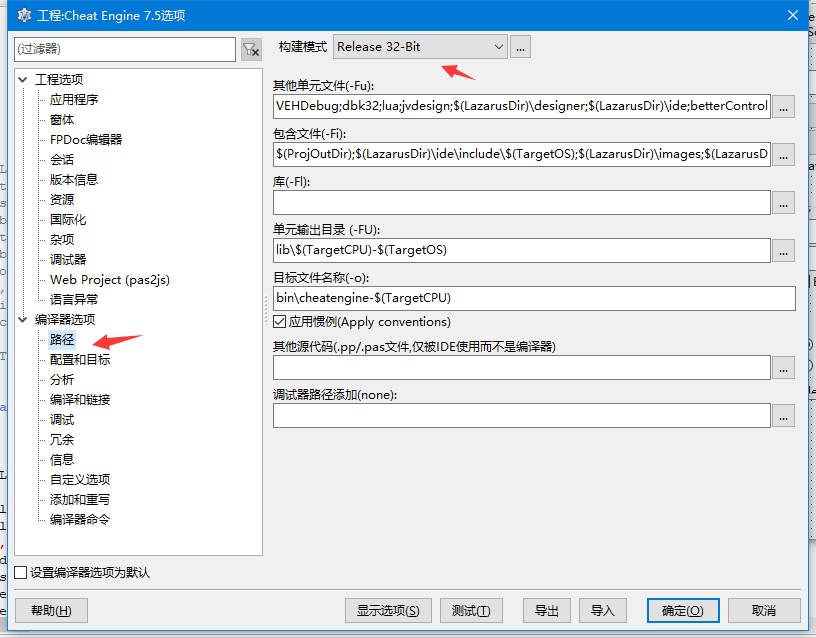 工程:Cheat Engine 7.5选项
(过滤器)
构建模式 Release 32-Bit ...
工程选项
应用程序
窗体
FPDoc编辑器
会话
版本信息
资源
国际化
杂项
调试器
Web Project (pas2js)
语言异常
编译器选项
路径
配置和目标
分析
编译和链接
调试
冗余
信息
自定义选项
添加和重写
编译器命令
其他单元文件(-Fu):
VEHDebug;dbk32;lua;jvdesign;$(LazarusDir)\designer;$(LazarusDir)\ide;betterControl ...
包含文件(-Fi):
$(ProjOutDir);$(LazarusDir)\ide\include\$(TargetOS);$(LazarusDir)\images;$(LazarusD ...
库(-Fl):
...
单元输出目录 (-FU):
lib\$(TargetCPU)-$(TargetOS) ...
目标文件名称(-o):
bin\cheatengine-$(TargetCPU)
应用惯例(Apply conventions)
其他源代码(.pp/.pas文件,仅被IDE使用而不是编译器)
...
调试器路径添加(none):
...
设置编译器选项为默认
帮助(H) 显示选项(S) 测试(T) 导出 导入 确定(O) 取消